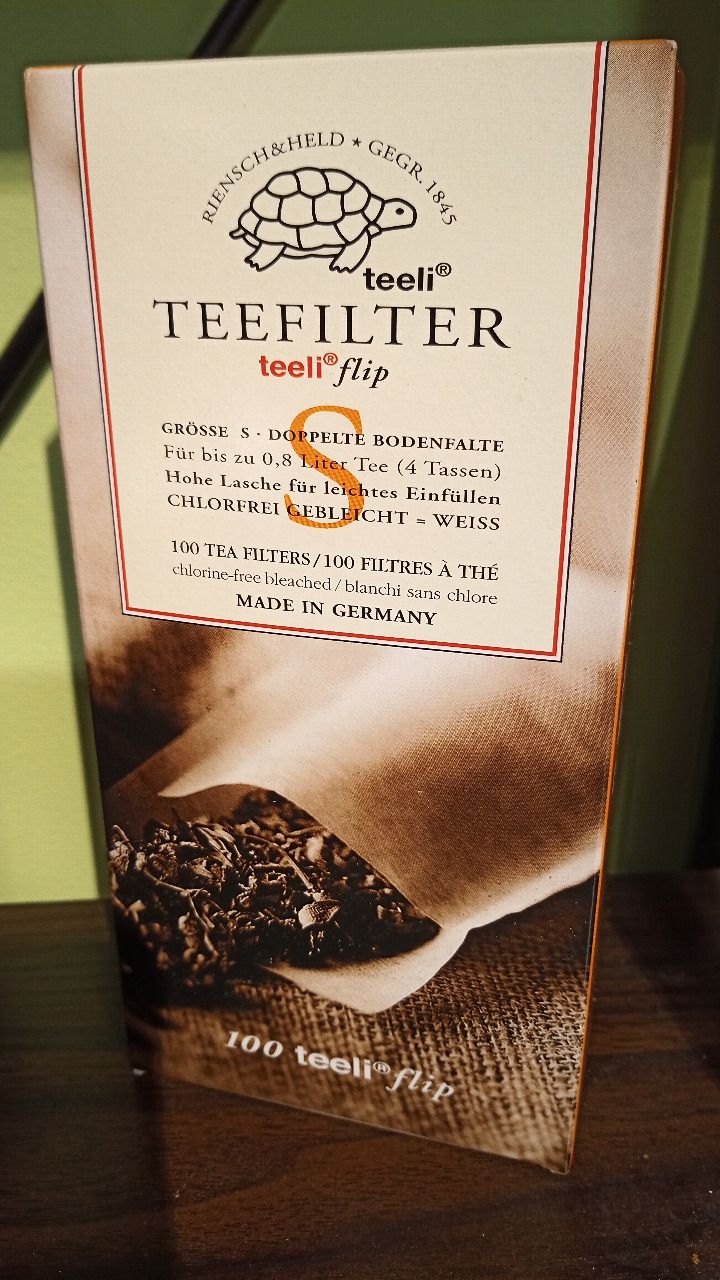 RIENSCH&HELD ★ GEGR. 1845
teeli®
TEEFILTER
teeli® flip
S
GRÖSSE S · DOPPELTE BODENFALTE
Für bis zu 0,8 Liter Tee (4 Tassen)
Hohe Lasche für leichtes Einfüllen
CHLORFREI GEBLEICHT = WEISS
100 TEA FILTERS/100 FILTRES À THÉ
chlorine-free bleached/blanchi sans chlore
MADE IN GERMANY
100 teeli® flip